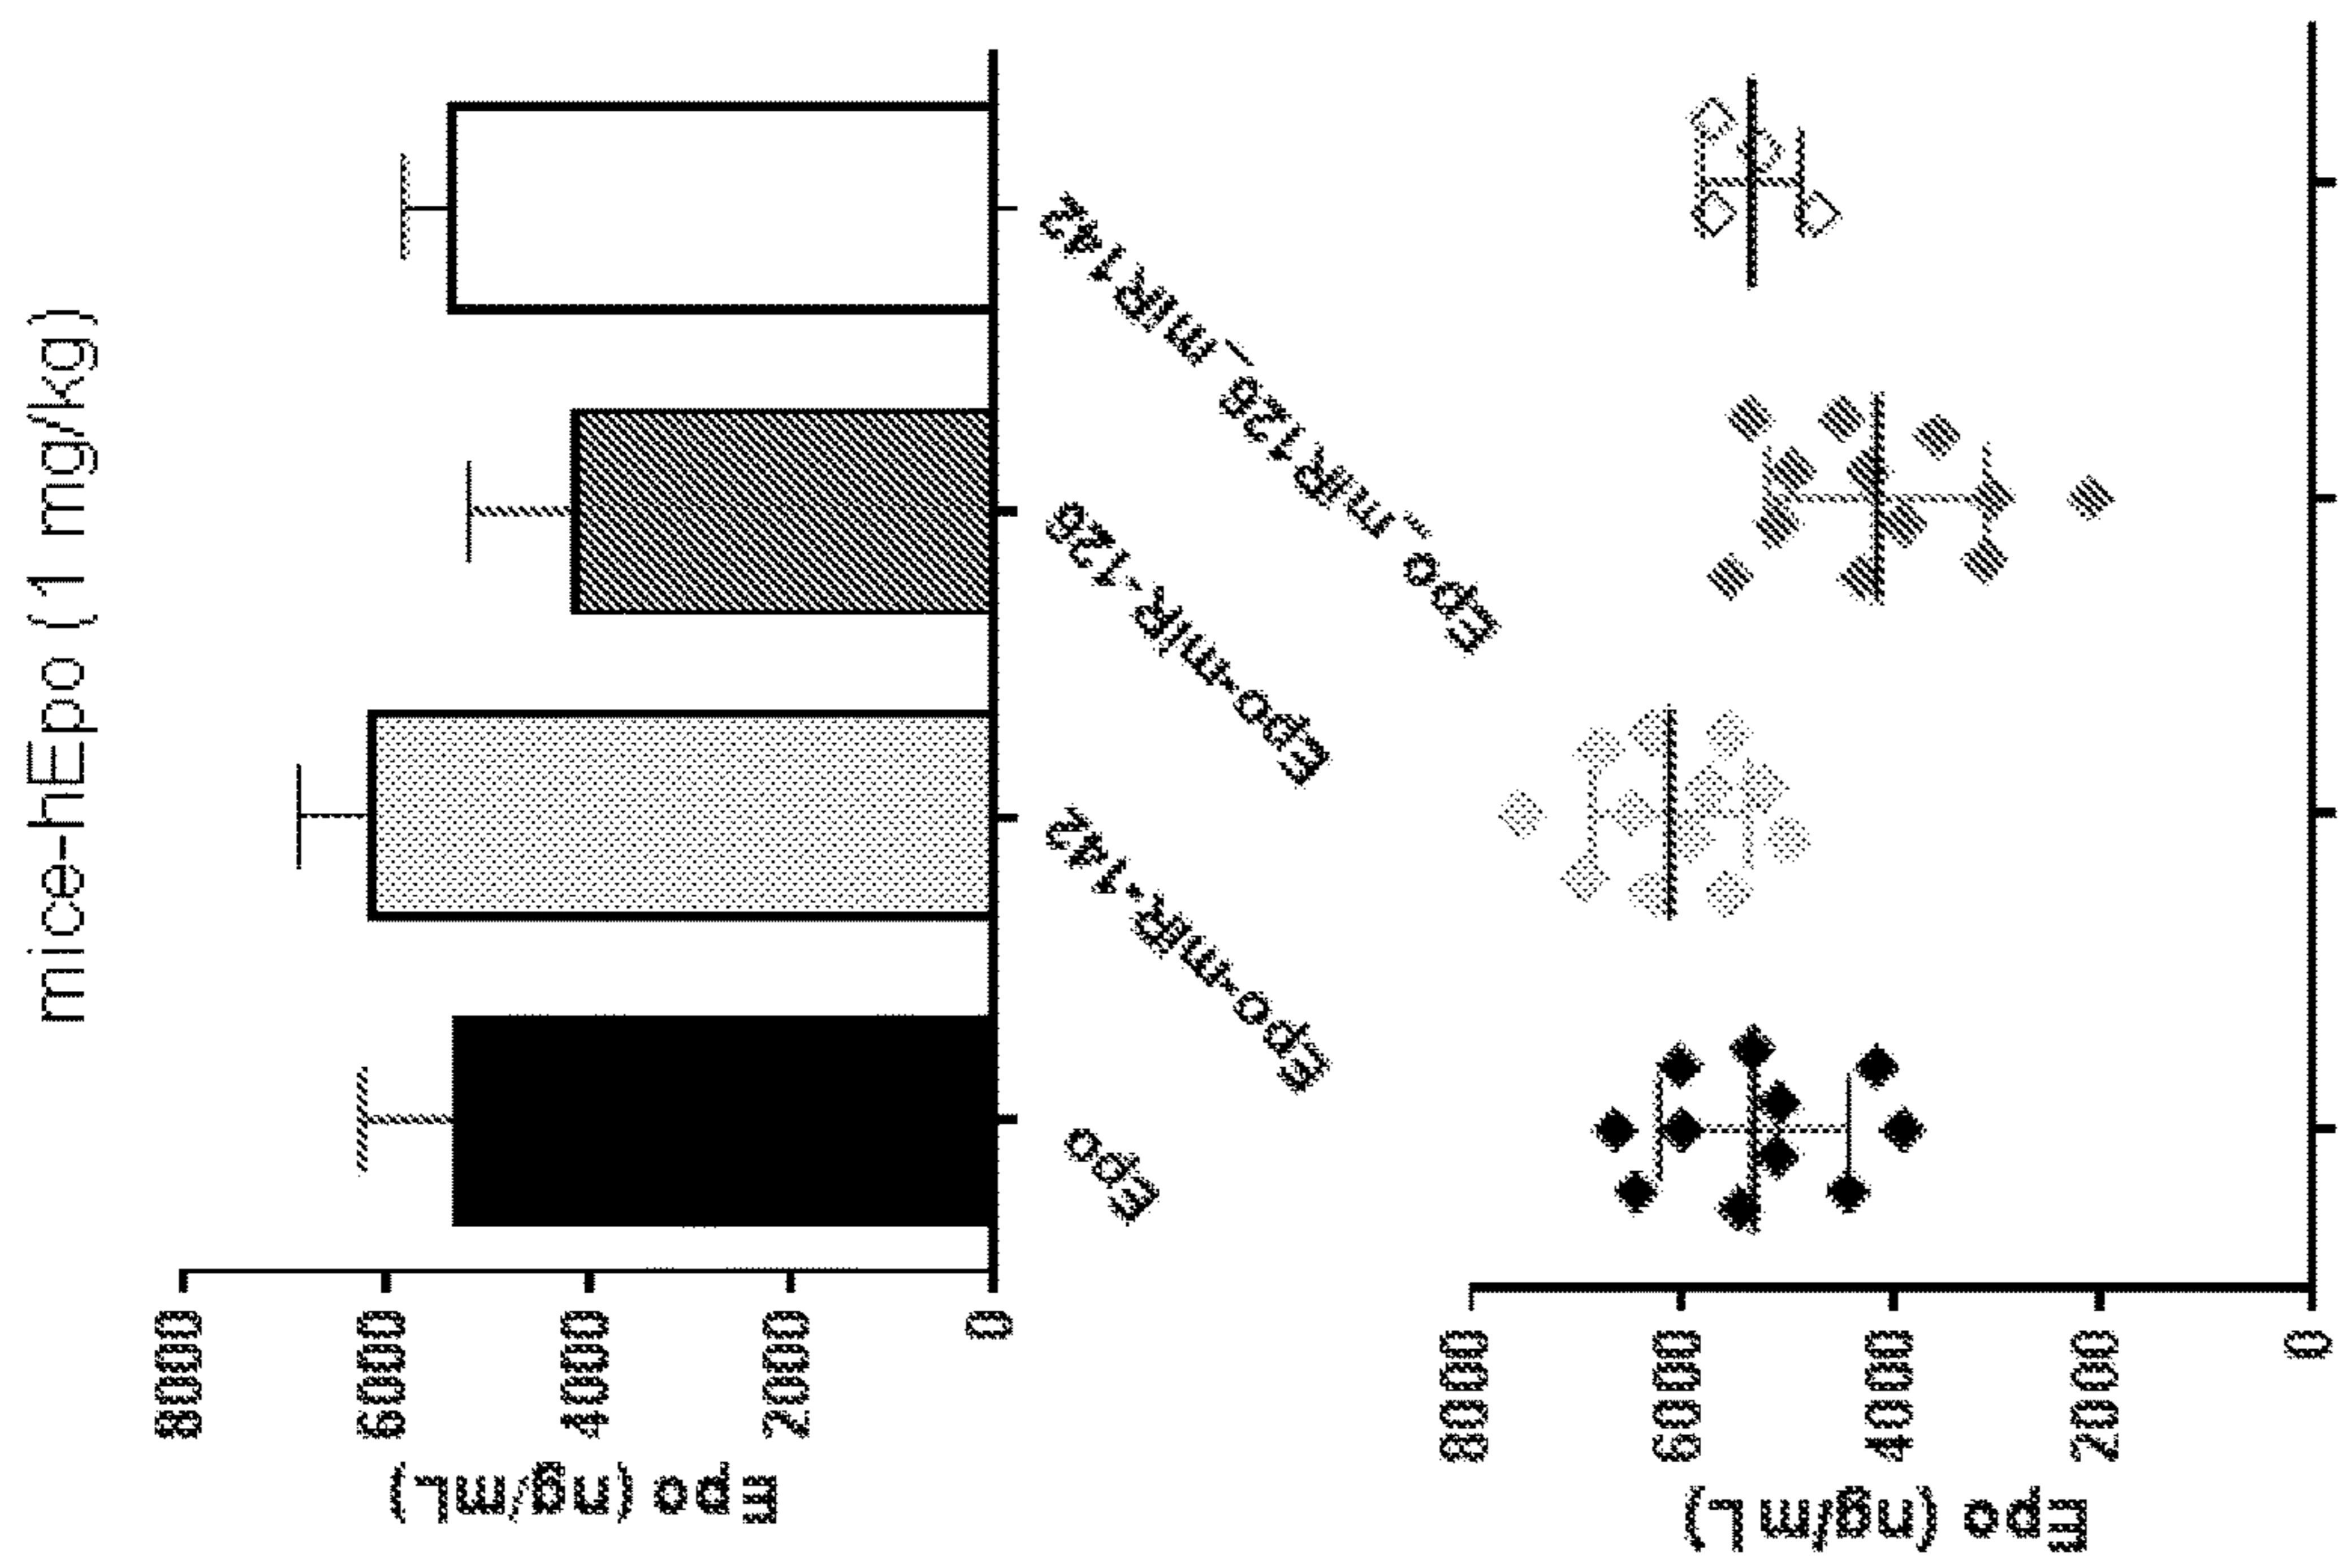 mice-hEpo (1 mg/kg)
Epo (ng/mL)
8000
6000
4000
2000
0
Epo
Epo-miR-142
Epo-miR-126
Epo_miR126_miR142
Epo (ng/mL)
8000
6000
4000
2000
0